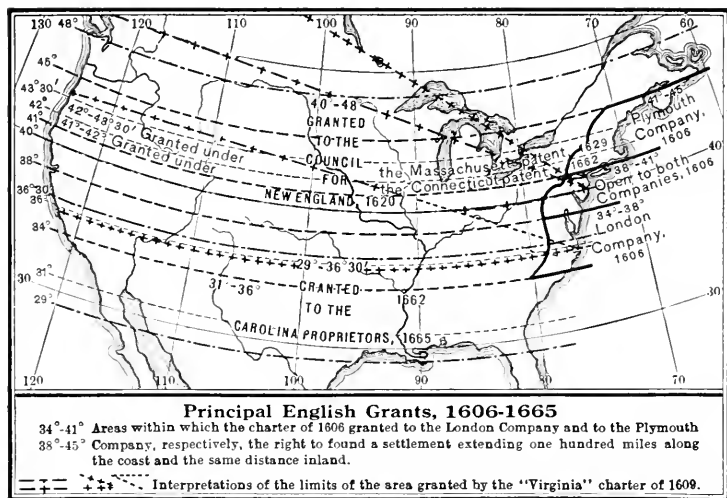 130 48° 120 110 100 90 80 70 60
45°
43°30'
42°
41°
40°
38°
36°30'
36°
34°
30
31°
29°
42°-48°30' Granted under
41°-42° Granted under
40°-48°
GRANTED
TO THE
COUNCIL
FOR
NEW ENGLAND, 1620
the Massachusetts patent 1629
the Connecticut patent, 1662
41°-45°
Plymouth
Company,
1606
40
38°-41°
Open to both
Companies, 1606
34°-38°
London
Company,
1606
30
29°-36°30'
31°-36°
GRANTED
TO THE
CAROLINA PROPRIETORS, 1665
1662
120 110 100 90 80 70
Principal English Grants, 1606-1665
34°-41° Areas within which the charter of 1606 granted to the London Company and to the Plymouth
38°-45° Company, respectively, the right to found a settlement extending one hundred miles along
the coast and the same distance inland.
Interpretations of the limits of the area granted by the "Virginia" charter of 1609.